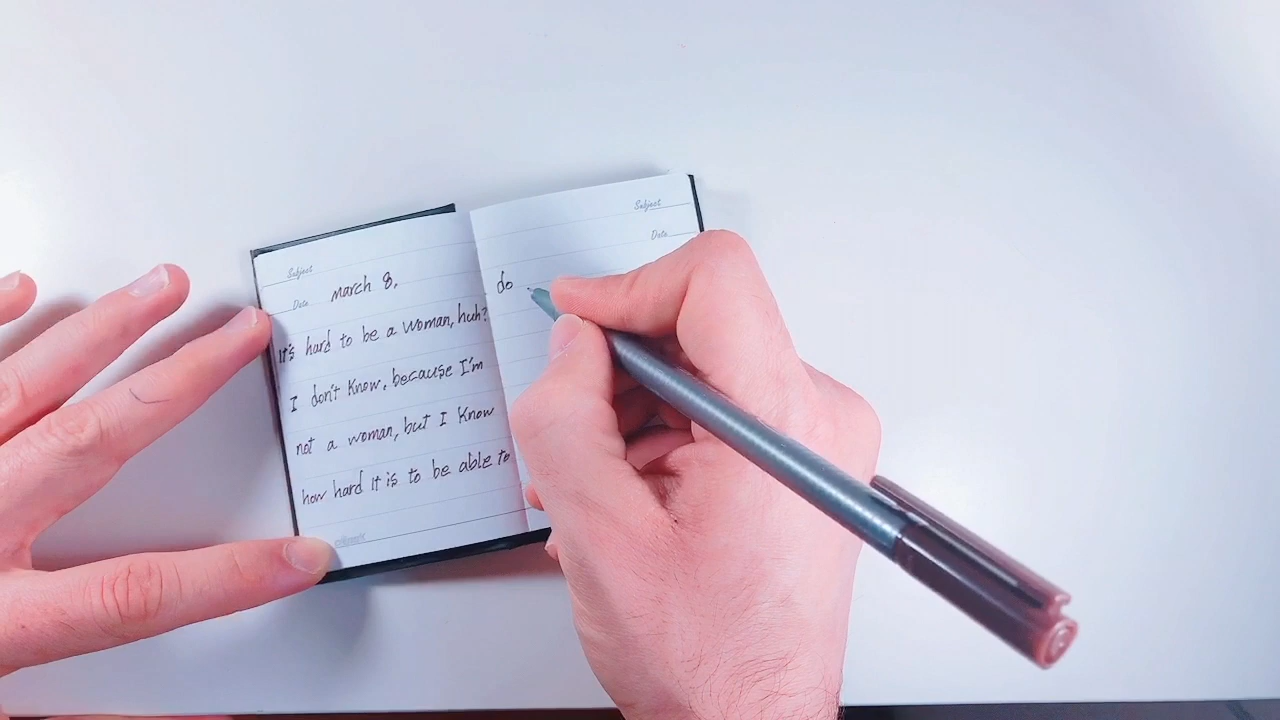 Subject
Date march 8.
It's hard to be a woman, huh?
I don't know, because I'm
not a woman, but I know
how hard it is to be able to
Subject
Date
do